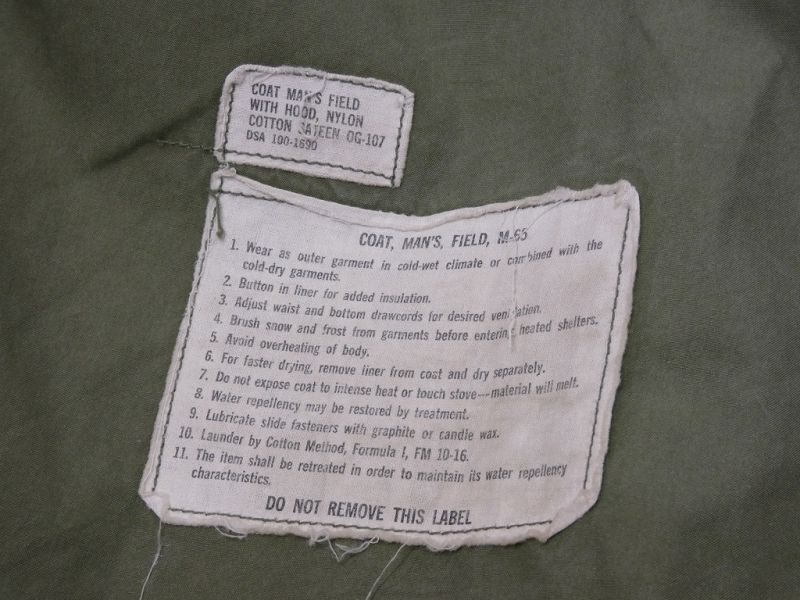 COAT MAN'S FIELD
WITH HOOD, NYLON
COTTON SATEEN OG-107
DSA 100-1690
COAT, MAN'S, FIELD, M-65
1. Wear as outer garment in cold-wet climate or combined with the
cold-dry garments.
2. Button in liner for added insulation.
3. Adjust waist and bottom drawcords for desired ventilation.
4. Brush snow and frost from garments before entering heated shelters.
5. Avoid overheating of body.
6. For faster drying, remove liner from coat and dry separately.
7. Do not expose coat to intense heat or touch stove---material will melt.
8. Water repellency may be restored by treatment.
9. Lubricate slide fasteners with graphite or candle wax.
10. Launder by Cotton Method, Formula I, FM 10-16.
11. The item shall be retreated in order to maintain its water repellency
characteristics.
DO NOT REMOVE THIS LABEL